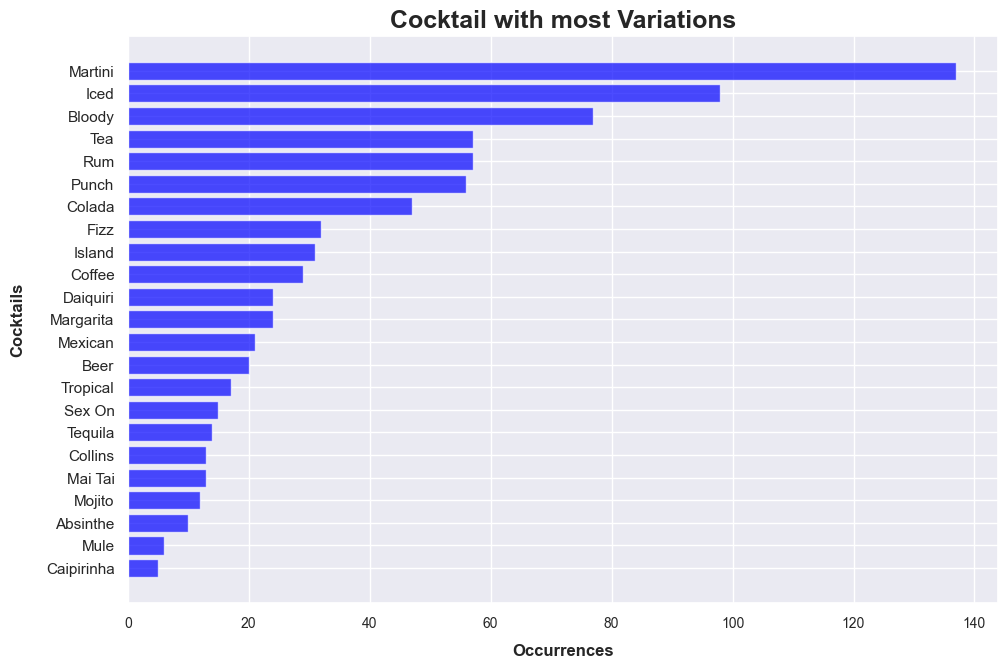 Cocktail with most Variations
Cocktails
Martini
Iced
Bloody
Tea
Rum
Punch
Colada
Fizz
Island
Coffee
Daiquiri
Margarita
Mexican
Beer
Tropical
Sex On
Tequila
Collins
Mai Tai
Mojito
Absinthe
Mule
Caipirinha
0 20 40 60 80 100 120 140
Occurrences